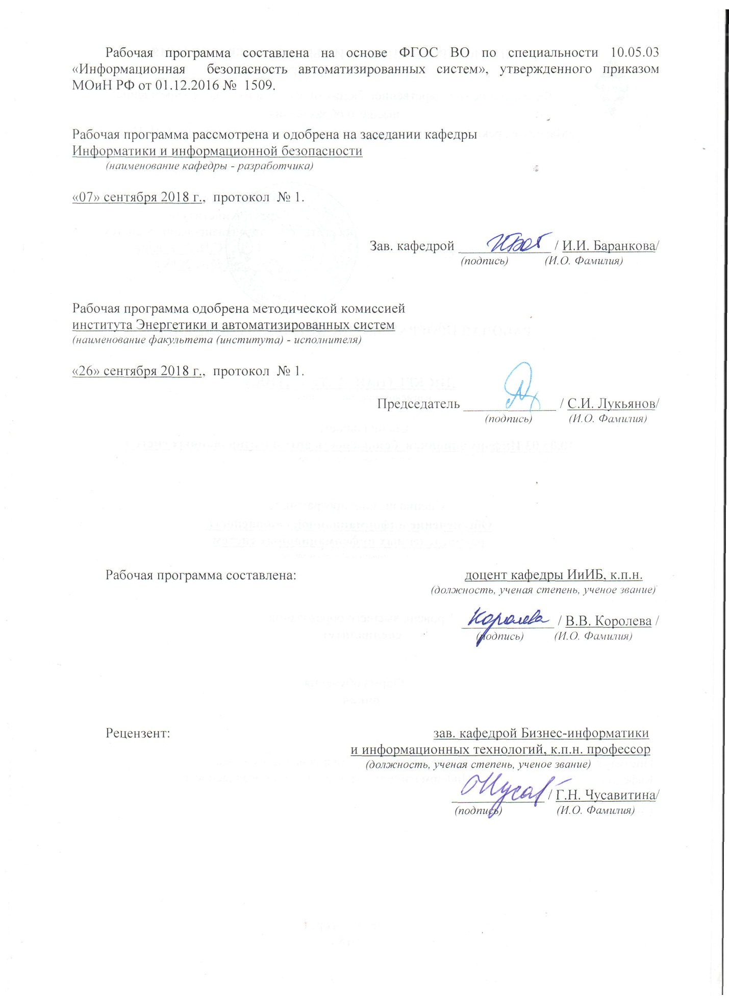 Рабочая программа составлена на основе ФГОС ВО по специальности 10.05.03
«Информационная безопасность автоматизированных систем», утвержденного приказом
МОиН РФ от 01.12.2016 № 1509.
Рабочая программа рассмотрена и одобрена на заседании кафедры
Информатики и информационной безопасности
(наименование кафедры - разработчика)
«07» сентября 2018 г., протокол № 1.
Зав. кафедрой ______________ / И.И. Баранкова/
(подпись) (И.О. Фамилия)
Рабочая программа одобрена методической комиссией
института Энергетики и автоматизированных систем
(наименование факультета (института) - исполнителя)
«26» сентября 2018 г., протокол № 1.
Председатель ______________ / С.И. Лукьянов/
(подпись) (И.О. Фамилия)
Рабочая программа составлена: доцент кафедры ИиИБ, к.п.н.
(должность, ученая степень, ученое звание)
Королева / В.В. Королева /
(подпись) (И.О. Фамилия)
Рецензент: зав. кафедрой Бизнес-информатики
и информационных технологий, к.п.н. профессор
(должность, ученая степень, ученое звание)
______________ / Г.Н. Чусавитина/
(подпись) (И.О. Фамилия)